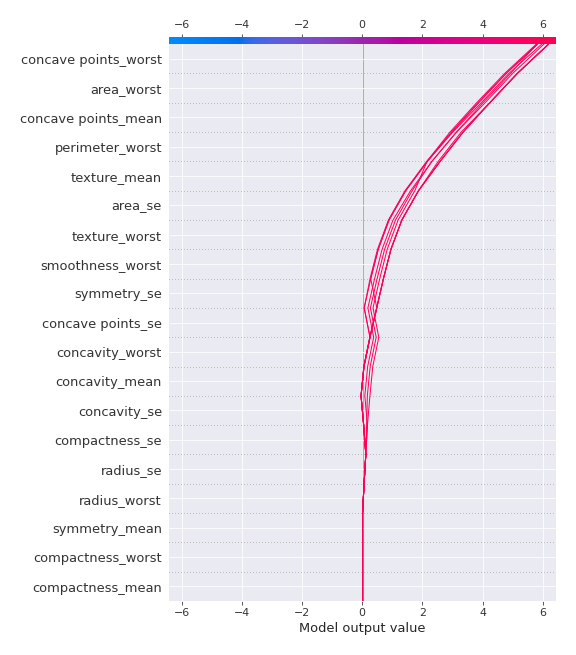 −6 −4 −2 0 2 4 6
concave points_worst
area_worst
concave points_mean
perimeter_worst
texture_mean
area_se
texture_worst
smoothness_worst
symmetry_se
concave points_se
concavity_worst
concavity_mean
concavity_se
compactness_se
radius_se
radius_worst
symmetry_mean
compactness_worst
compactness_mean
−6 −4 −2 0 2 4 6
Model output value